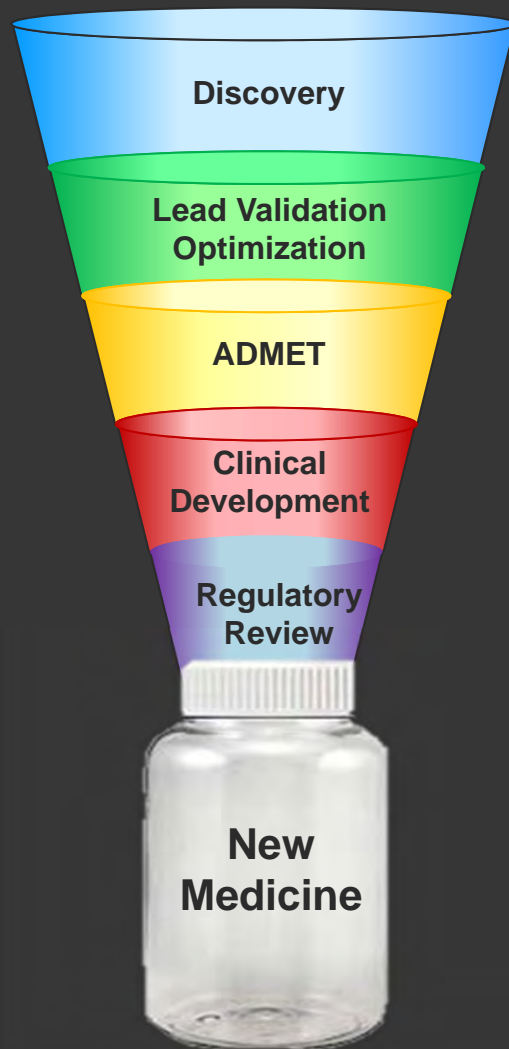 Discovery
Lead Validation
Optimization
ADMET
Clinical
Development
Regulatory
Review
New
Medicine